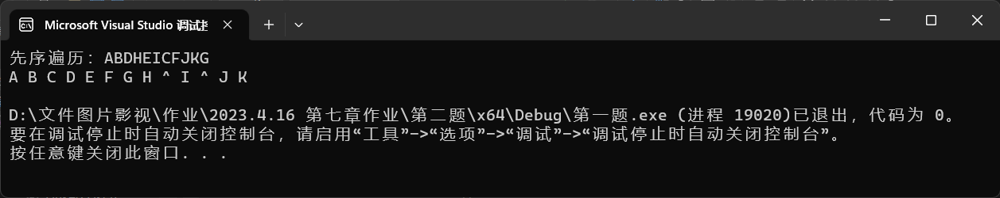 Microsoft Visual Studio 调试控
先序遍历：ABDHEICFJKG
A B C D E F G H ^ I ^ J K
D:\文件图片影视\作业\2023.4.16 第七章作业\第二题\x64\Debug\第一题.exe (进程 19020)已退出，代码为 0。
要在调试停止时自动关闭控制台，请启用“工具”->“选项”->“调试”->“调试停止时自动关闭控制台”。
按任意键关闭此窗口. . .